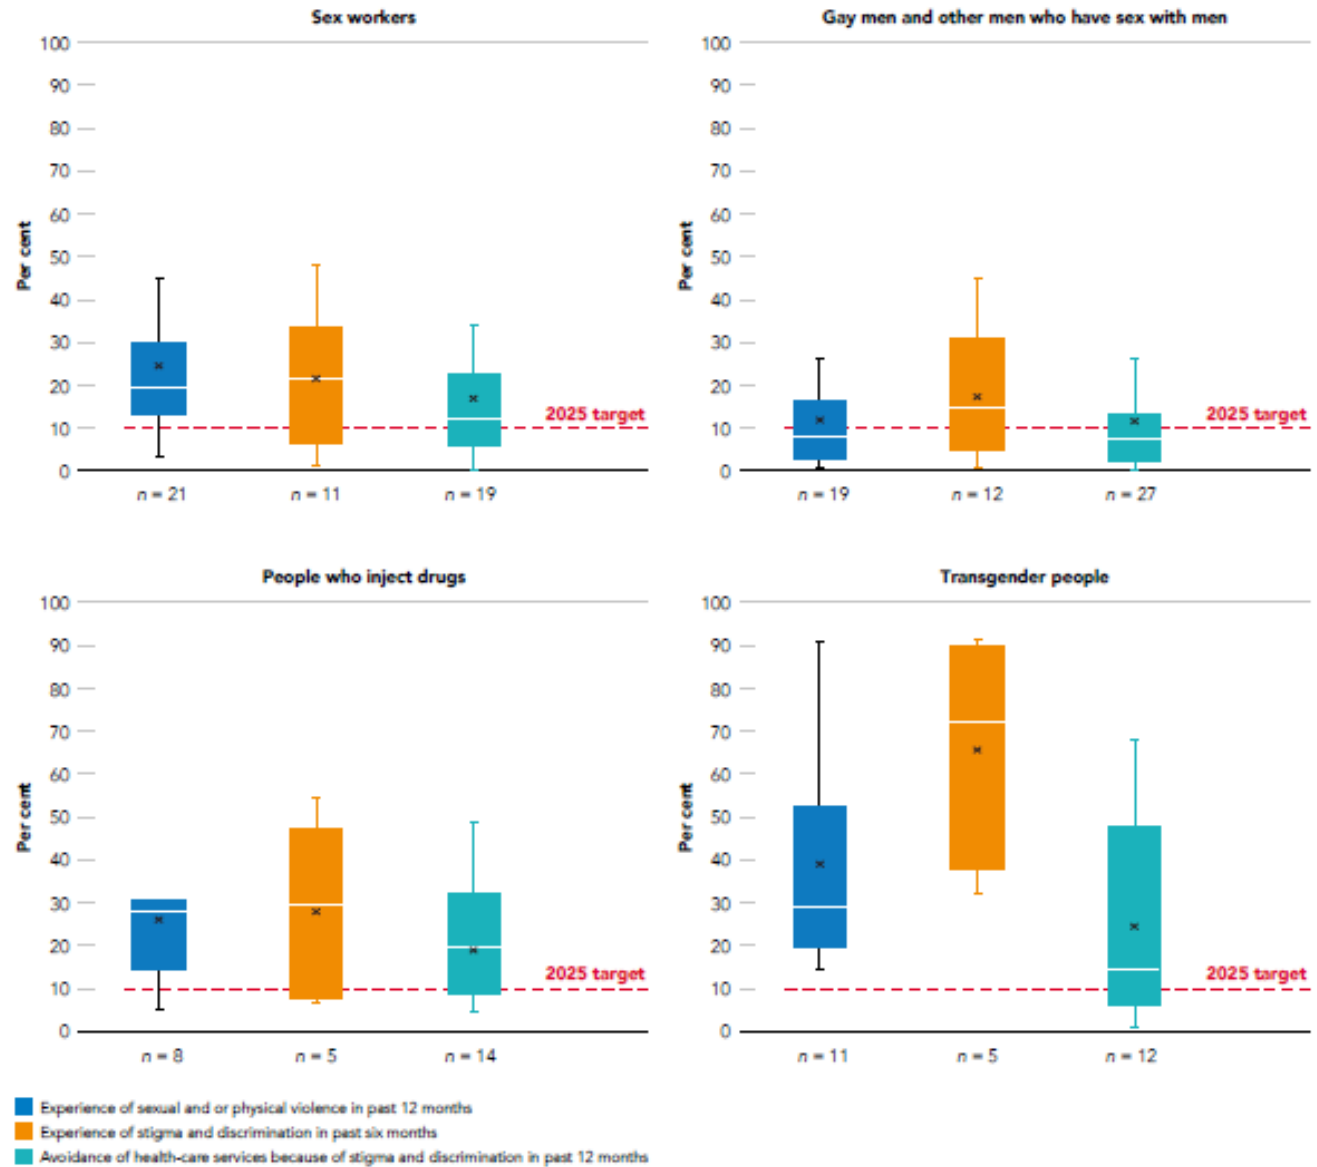 Sex workers
100
90
80
70
60
50
40
30
20
10
0
Per cent
2025 target
n = 21
n = 11
n = 19
Gay men and other men who have sex with men
100
90
80
70
60
50
40
30
20
10
0
Per cent
2025 target
n = 19
n = 12
n = 27
People who inject drugs
100
90
80
70
60
50
40
30
20
10
0
Per cent
2025 target
n = 8
n = 5
n = 14
Transgender people
100
90
80
70
60
50
40
30
20
10
0
Per cent
2025 target
n = 11
n = 5
n = 12
Experience of sexual and or physical violence in past 12 months
Experience of stigma and discrimination in past six months
Avoidance of health-care services because of stigma and discrimination in past 12 months